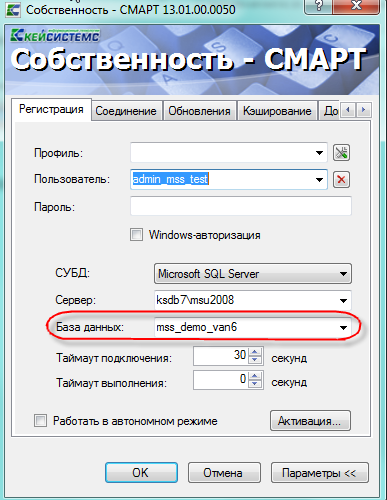 Собственность - СМАРТ 13.01.00.0050
КЕЙСИСТЕМС
Собственность - СМАРТ
Регистрация Соединение Обновления Кэширование До
Профиль:
Пользователь: admin_mss_test
Пароль:
Windows-авторизация
СУБД: Microsoft SQL Server
Сервер: ksdb7\msu2008
База данных: mss_demo_van6
Таймаут подключения: 30 секунд
Таймаут выполнения: 0 секунд
Работать в автономном режиме Активация...
OK Отмена Параметры <<